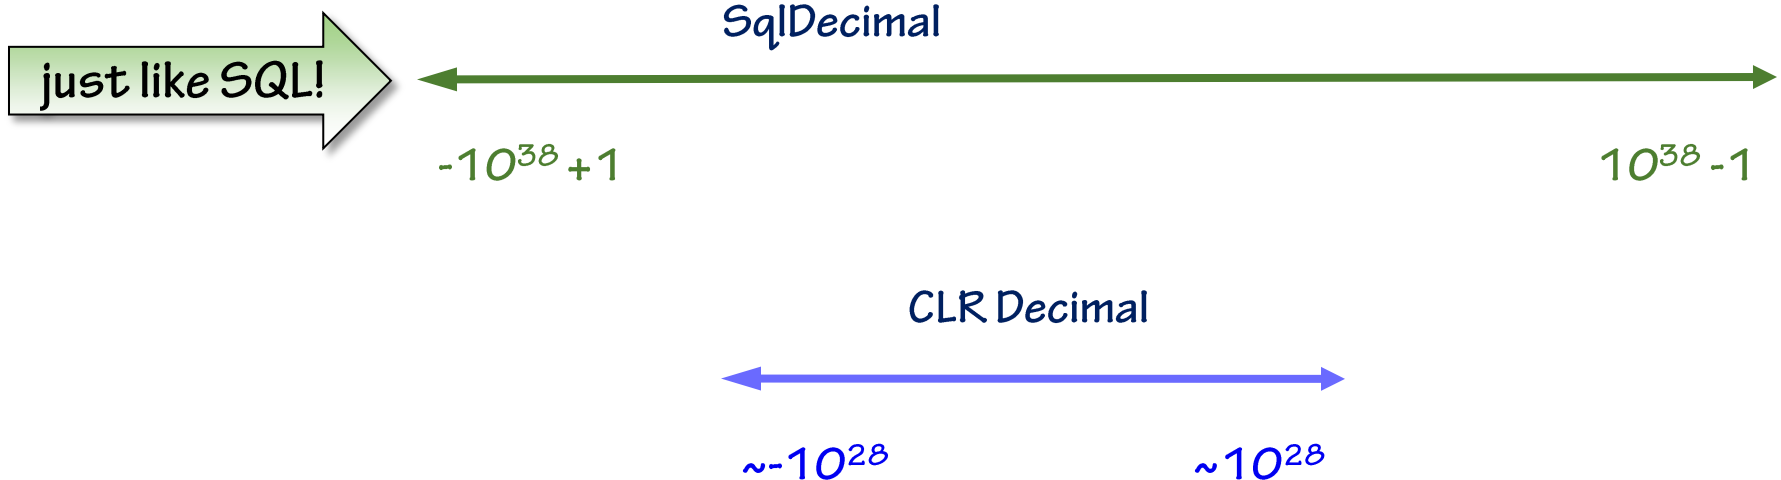 SqlDecimal
just like SQL!
-10³⁸ +1
10³⁸ -1
CLR Decimal
~-10²⁸
~10²⁸